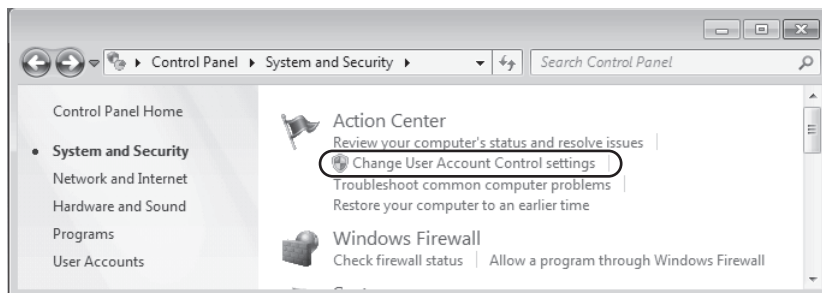 Control Panel System and Security
Search Control Panel
Control Panel Home
System and Security
Network and Internet
Hardware and Sound
Programs
User Accounts
Action Center
Review your computer's status and resolve issues
Change User Account Control settings
Troubleshoot common computer problems
Restore your computer to an earlier time
Windows Firewall
Check firewall status
Allow a program through Windows Firewall